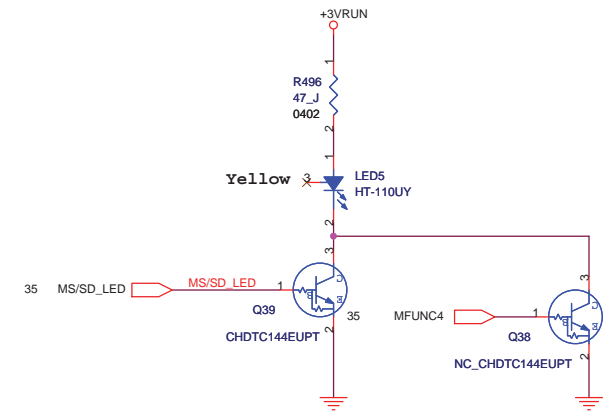 +3VRUN
1
R496
47_J
0402
2
1
Yellow 3 LED5
HT-110UY
2
3
3
35 MS/SD_LED MS/SD_LED 1 C B E
Q39 35
MFUNC4 1 C B E
CHDTC144EUPT
2
Q38
NC_CHDTC144EUPT
2